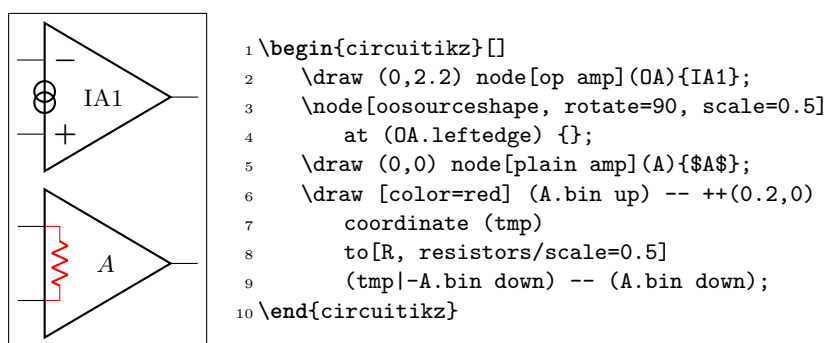 −
IA1
+
A
1 \begin{circuitikz}[]
2 \draw (0,2.2) node[op amp](OA){IA1};
3 \node[oosourceshape, rotate=90, scale=0.5]
4 at (OA.leftedge) {};
5 \draw (0,0) node[plain amp](A){$A$};
6 \draw [color=red] (A.bin up) -- ++(0.2,0)
7 coordinate (tmp)
8 to[R, resistors/scale=0.5]
9 (tmp|-A.bin down) -- (A.bin down);
10 \end{circuitikz}